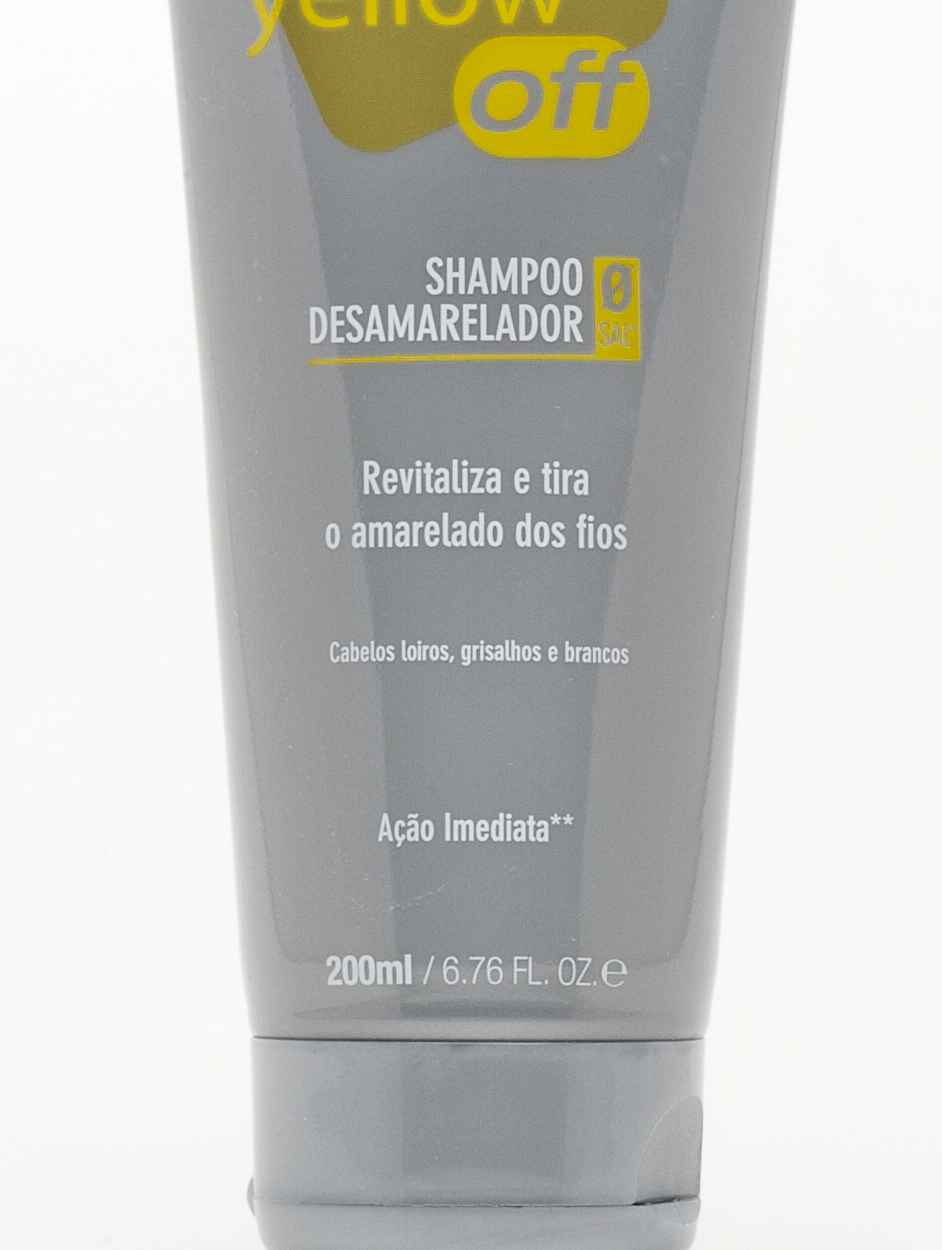 yellow
off
SHAMPOO
DESAMARELADOR
0
SAL
Revitaliza e tira
o amarelado dos fios
Cabelos loiros, grisalhos e brancos
Ação Imediata**
200ml / 6.76 FL. OZ.℮